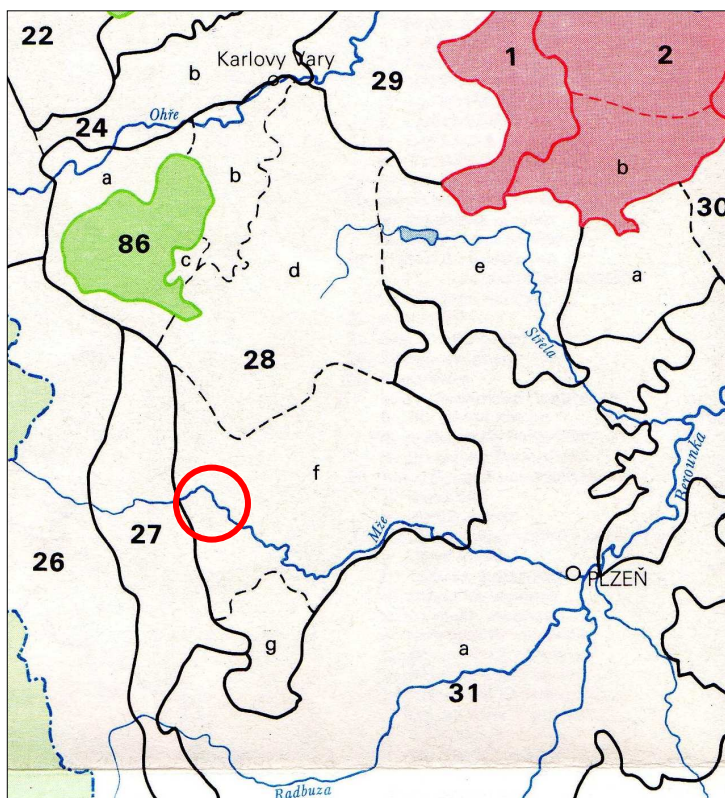 22
1
2
Karlovy Vary
b
29
Ohře
24
a
b
b
30
86
c
d
e
a
28
Střela
f
Berounka
Mže
27
26
PLZEŇ
g
a
31
Radbuza